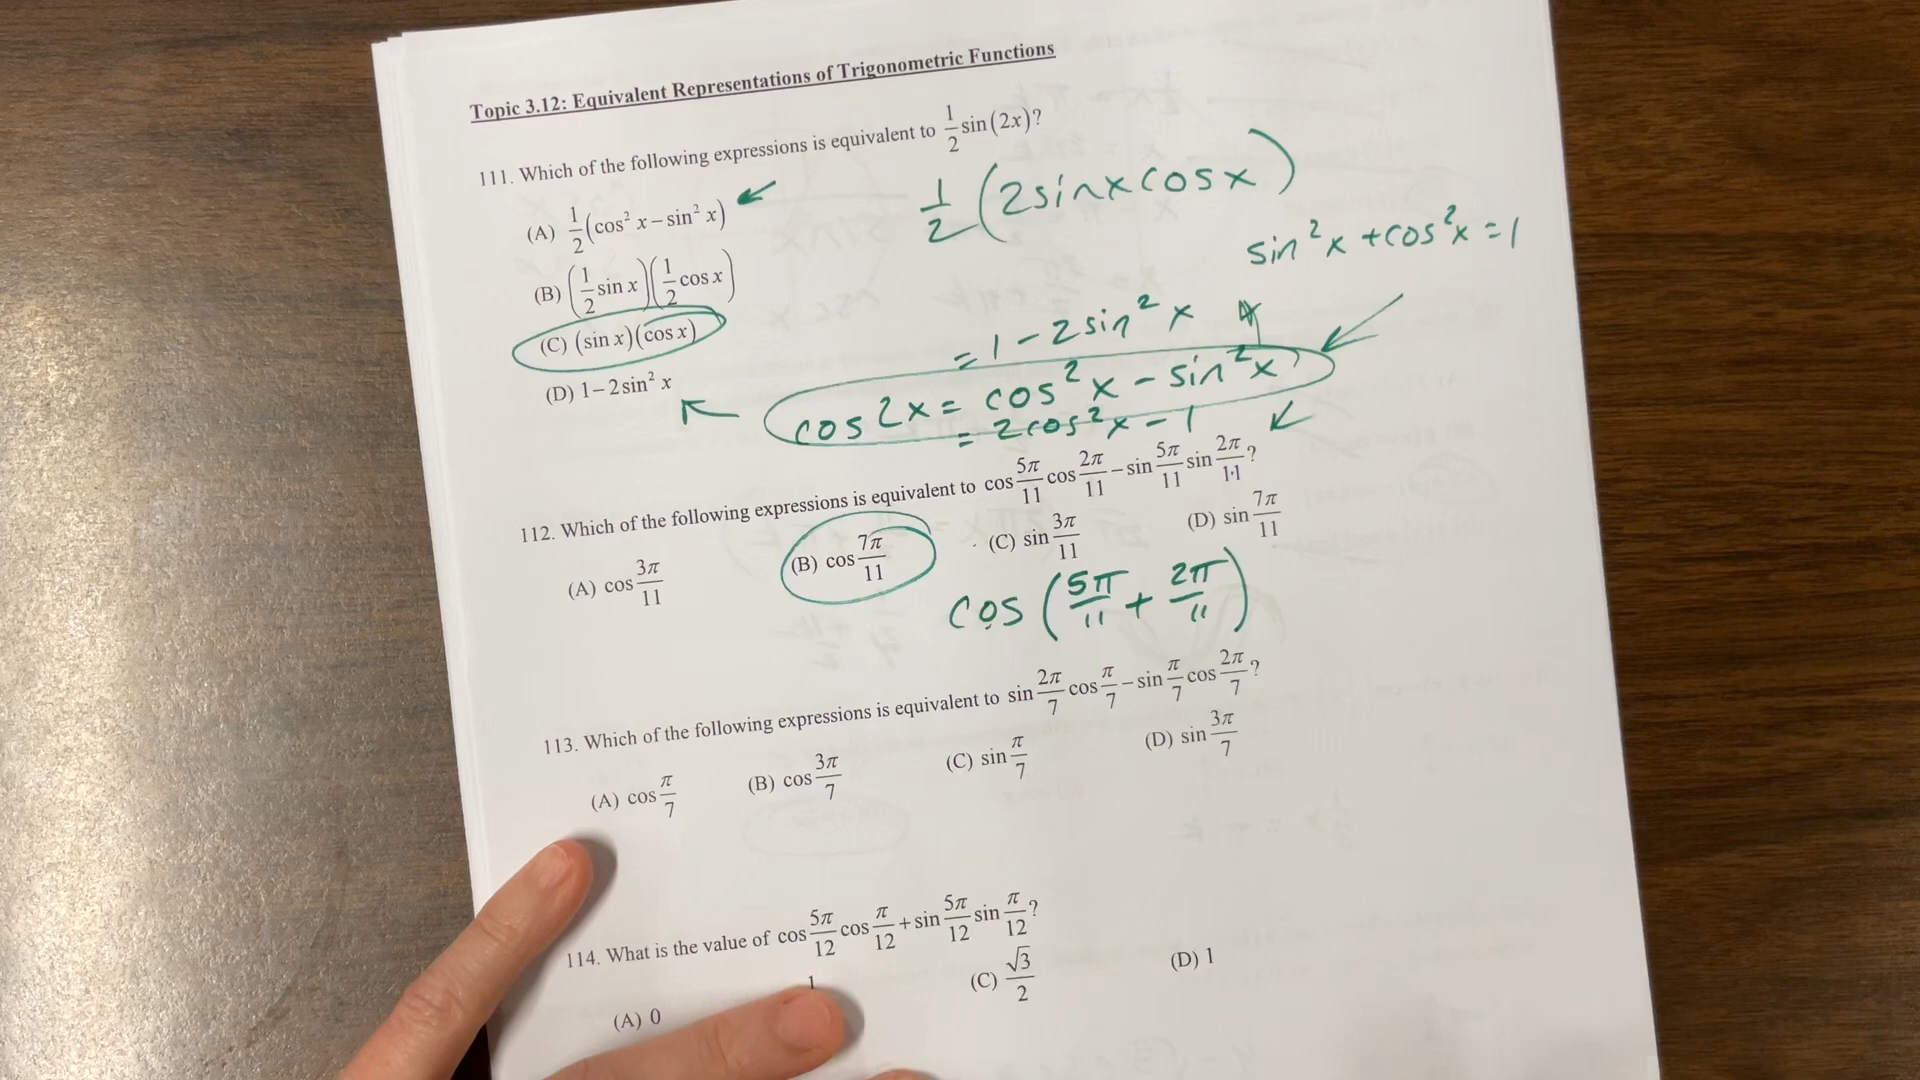 Topic 3.12: Equivalent Representations of Trigonometric Functions
111. Which of the following expressions is equivalent to 1/2 sin(2x)?
(A) 1/2 (cos² x − sin² x)
(B) (1/2 sin x)(1/2 cos x)
(C) (sin x)(cos x)
(D) 1 − 2 sin² x
1/2 (2sinxcosx)
sin²x + cos²x = 1
= 1 − 2sin²x
cos2x = cos²x − sin²x
= 2cos²x − 1
112. Which of the following expressions is equivalent to cos 5π/11 cos 2π/11 − sin 5π/11 sin 2π/11?
(A) cos 3π/11 (B) cos 7π/11 (C) sin 3π/11 (D) sin 7π/11
cos (5π/11 + 2π/11)
113. Which of the following expressions is equivalent to sin 2π/7 cos π/7 − sin π/7 cos 2π/7?
(A) cos π/7 (B) cos 3π/7 (C) sin π/7 (D) sin 3π/7
114. What is the value of cos 5π/12 cos π/12 + sin 5π/12 sin π/12?
(A) 0 1 (C) √3/2 (D) 1